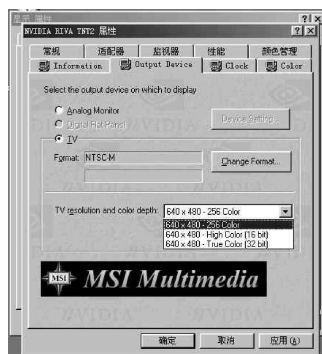 NVIDIA RIVA TNT2 属性
常规 适配器 监视器 性能 颜色管理
Information Output Device Clock Color
Select the output device on which to display
Analog Monitor
Digital Flat Panel
Device Setting...
TV
Format: NTSC-M
Change Format...
TV resolution and color depth: 640 x 480 - 256 Color
640 x 480 - 256 Color
640 x 480 - High Color (16 bit)
640 x 480 - True Color (32 bit)
MSI MSI Multimedia
确定 取消 应用(A)